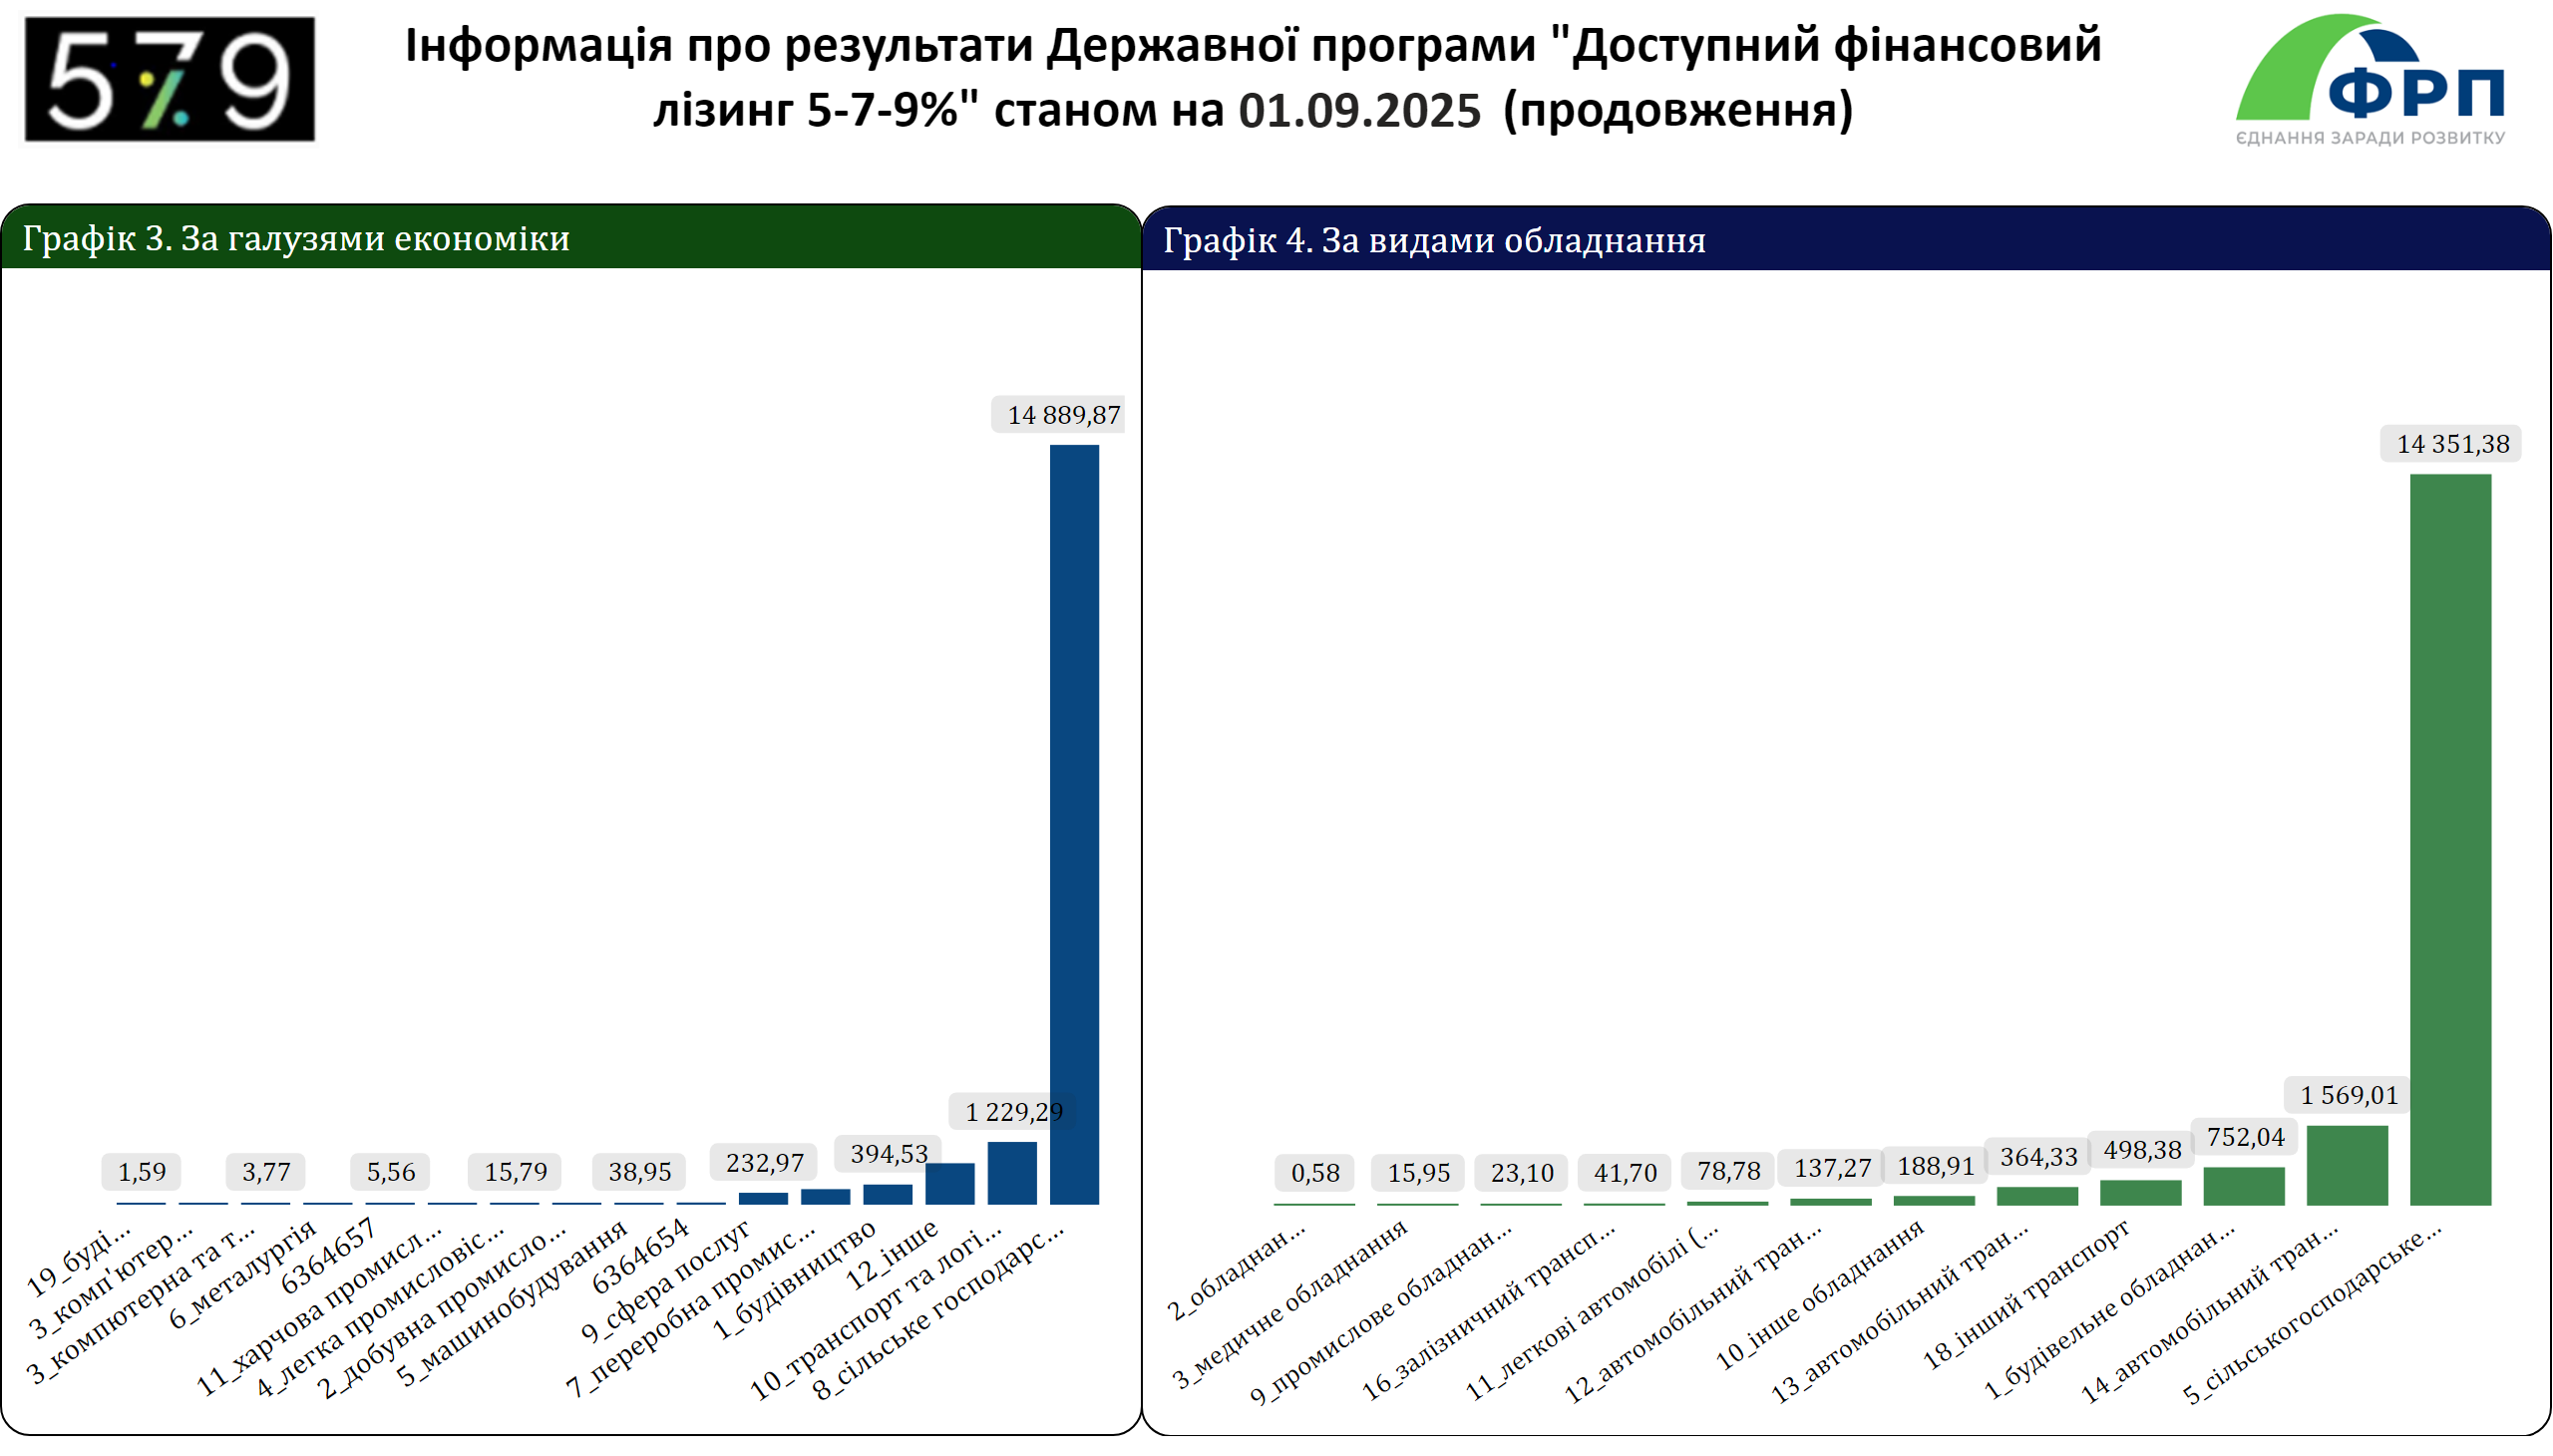 579
Інформація про результати Державної програми "Доступний фінансовий
лізинг 5-7-9%" станом на 01.09.2025 (продовження)
ФРП
ЄДНАННЯ ЗАРАДИ РОЗВИТКУ
Графік 3. За галузями економіки
14 889,87
1 229,29
394,53
232,97
1,59
3,77
5,56
15,79
38,95
19_буді...
3_комп'ютер...
3_компютерна та т...
6_металургія
6364657
11_харчова промисл...
4_легка промисловіс...
2_добувна промисло...
5_машинобудування
6364654
9_сфера послуг
7_переробна промис...
1_будівництво
12_інше
10_транспорт та логі...
8_сільське господарс...
Графік 4. За видами обладнання
14 351,38
1 569,01
752,04
498,38
364,33
188,91
137,27
78,78
41,70
23,10
15,95
0,58
2_обладнан...
3_медичне обладнання
9_промислове обладнан...
16_залізничний трансп...
11_легкові автомобілі (...
12_автомобільний тран...
10_інше обладнання
13_автомобільний тран...
18_інший транспорт
1_будівельне обладнан...
14_автомобільний тран...
5_сільськогосподарське...